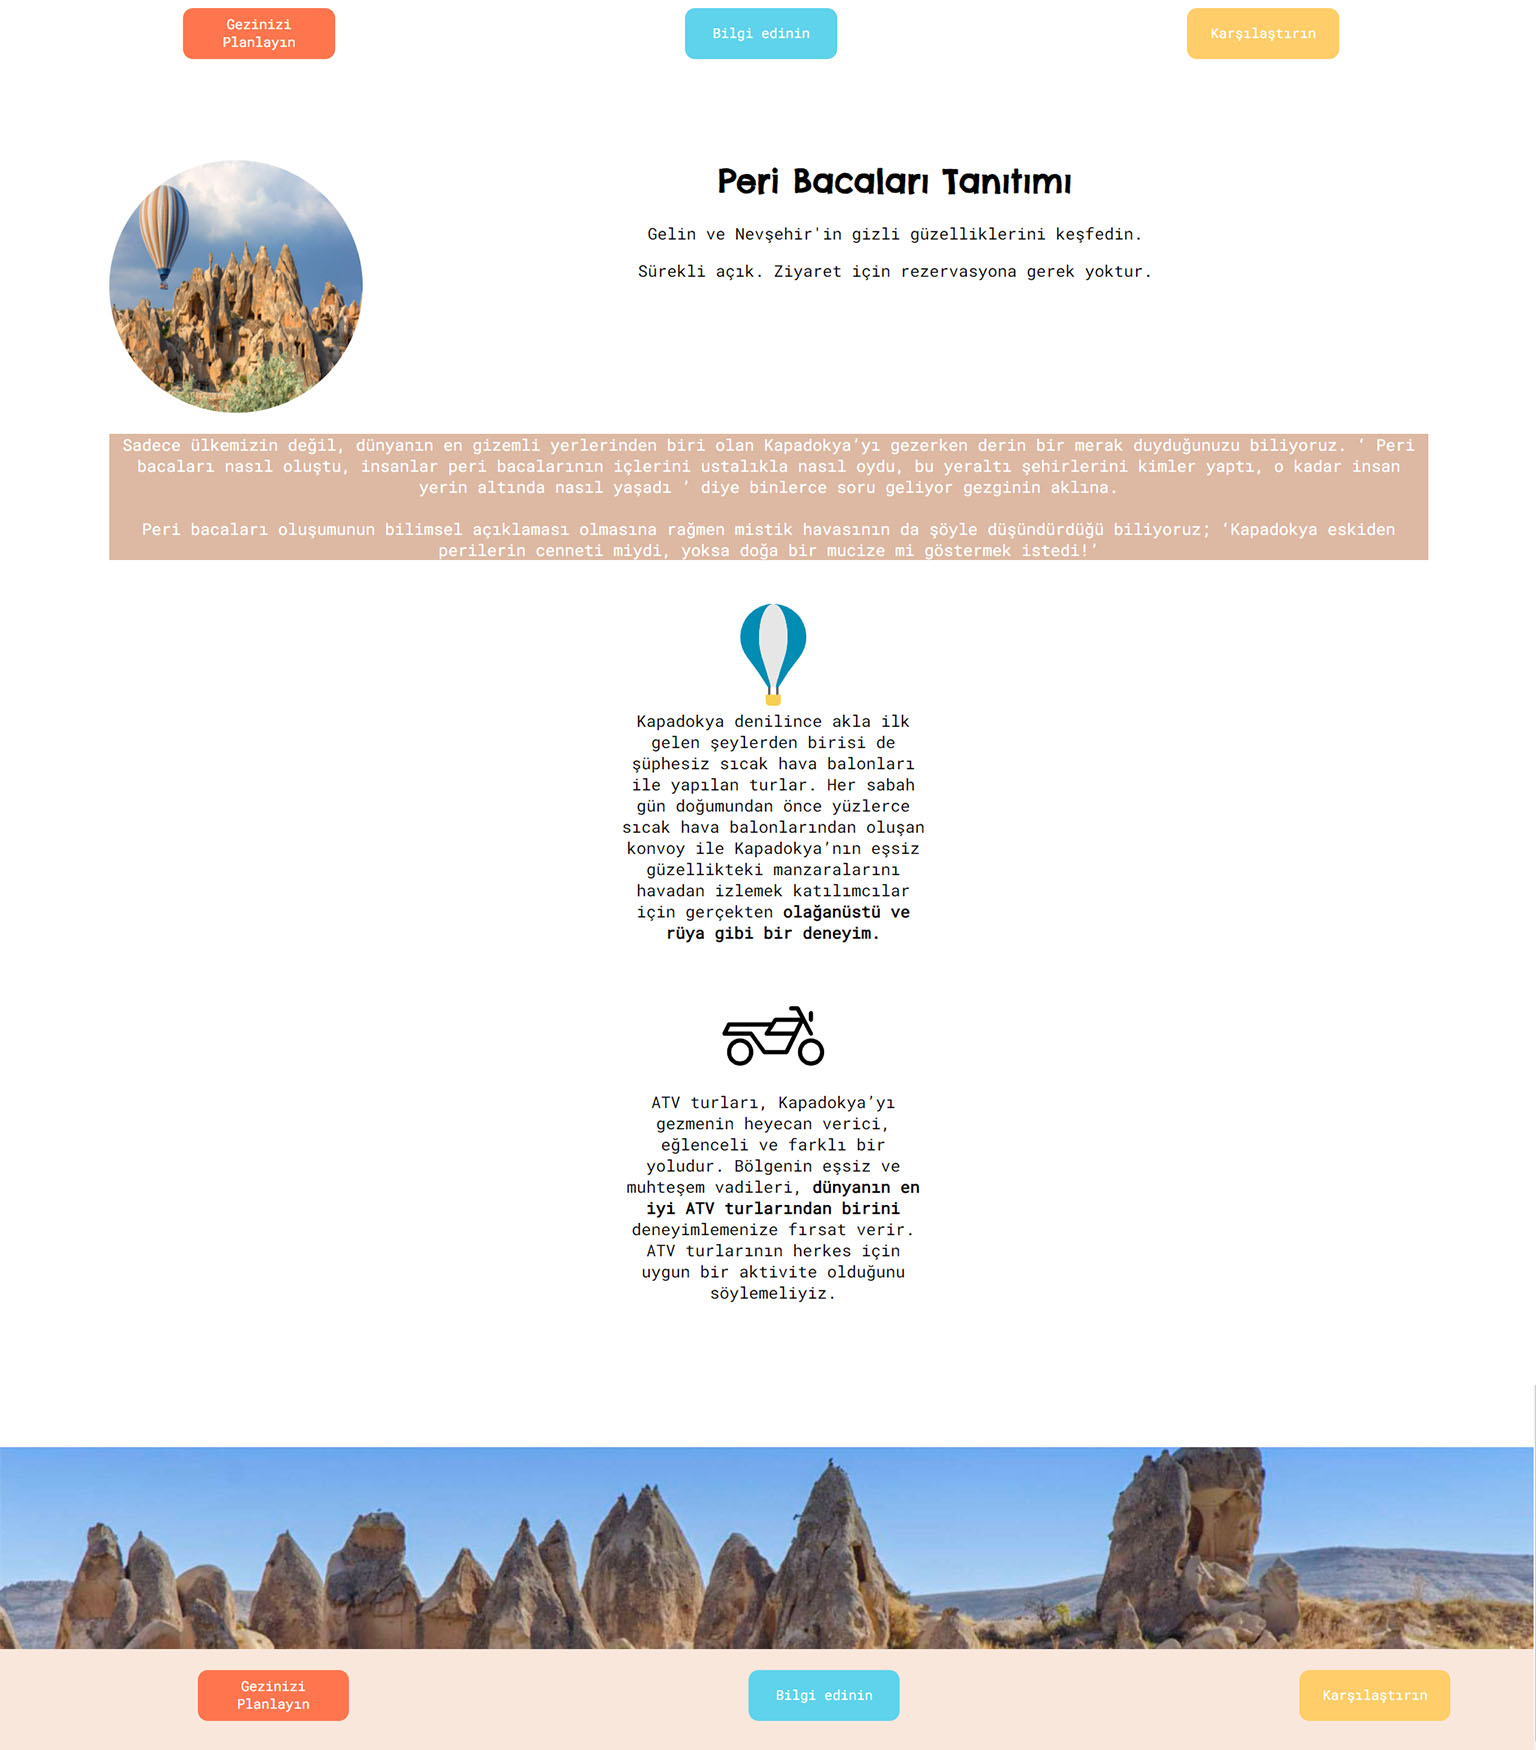 Gezinizi
Planlayın
Bilgi edinin
Karşılaştırın
Peri Bacaları Tanıtımı
Gelin ve Nevşehir'in gizli güzelliklerini keşfedin.
Sürekli açık. Ziyaret için rezervasyona gerek yoktur.
Sadece ülkemizin değil, dünyanın en gizemli yerlerinden biri olan Kapadokya’yı gezerken derin bir merak duyduğunuzu biliyoruz. ‘ Peri
bacaları nasıl oluştu, insanlar peri bacalarının içlerini ustalıkla nasıl oydu, bu yeraltı şehirlerini kimler yaptı, o kadar insan
yerin altında nasıl yaşadı ’ diye binlerce soru geliyor gezginin aklına.
Peri bacaları oluşumunun bilimsel açıklaması olmasına rağmen mistik havasının da şöyle düşündürdüğü biliyoruz; ‘Kapadokya eskiden
perilerin cenneti miydi, yoksa doğa bir mucize mi göstermek istedi!’
Kapadokya denilince akla ilk
gelen şeylerden birisi de
şüphesiz sıcak hava balonları
ile yapılan turlar. Her sabah
gün doğumundan önce yüzlerce
sıcak hava balonlarından oluşan
konvoy ile Kapadokya’nın eşsiz
güzellikteki manzaralarını
havadan izlemek katılımcılar
için gerçekten olağanüstü ve
rüya gibi bir deneyim.
ATV turları, Kapadokya’yı
gezmenin heyecan verici,
eğlenceli ve farklı bir
yoludur. Bölgenin eşsiz ve
muhteşem vadileri, dünyanın en
iyi ATV turlarından birini
deneyimlemenize fırsat verir.
ATV turlarının herkes için
uygun bir aktivite olduğunu
söylemeliyiz.
Gezinizi
Planlayın
Bilgi edinin
Karşılaştırın